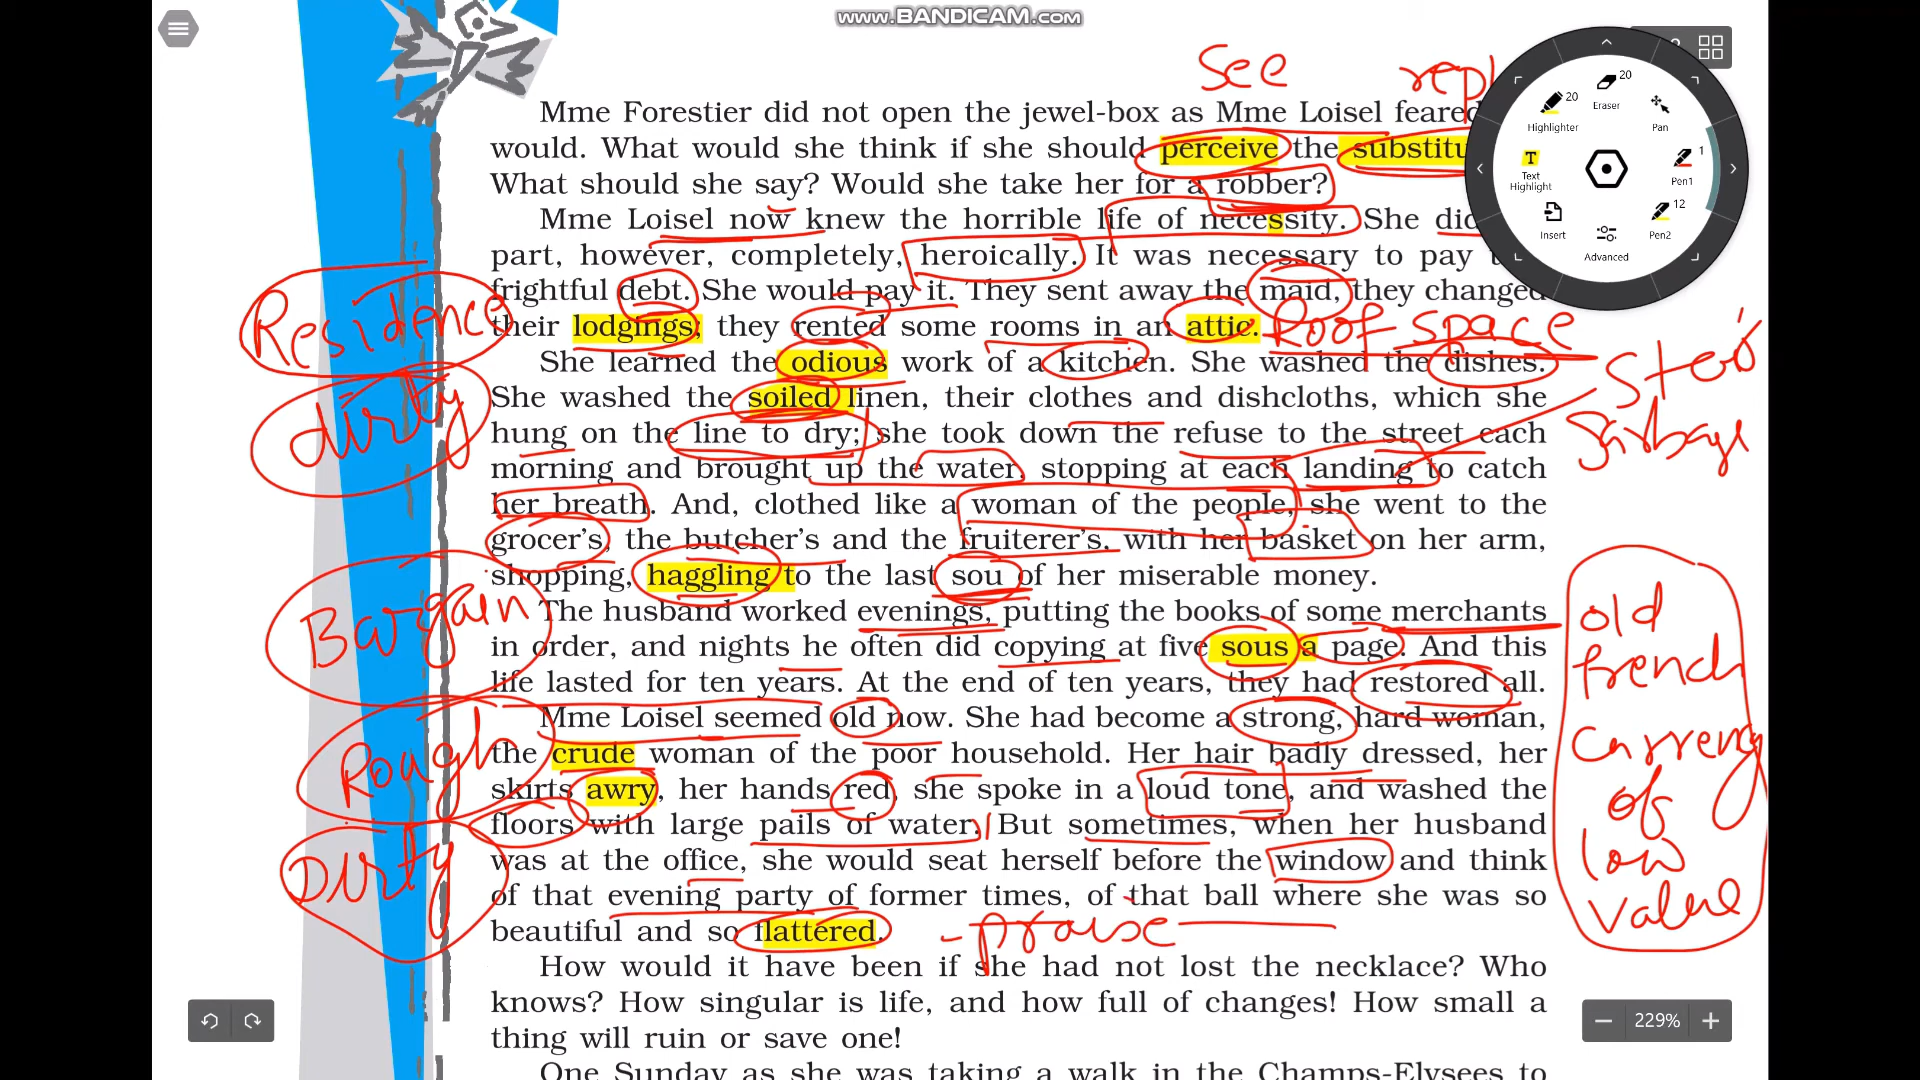 www.BANDICAM.com
See
Mme Forestier did not open the jewel-box as Mme Loisel feared
would. What would she think if she should perceive the substitu
What should she say? Would she take her for a robber?
Mme Loisel now knew the horrible life of necessity. She did
part, however, completely, heroically. It was necessary to pay
frightful debt. She would pay it. They sent away the maid, they changed
their lodgings; they rented some rooms in an attic. Roof space
She learned the odious work of a kitchen. She washed the dishes.
She washed the soiled linen, their clothes and dishcloths, which she
hung on the line to dry; she took down the refuse to the street each
morning and brought up the water, stopping at each landing to catch
her breath. And, clothed like a woman of the people, she went to the
grocer's, the butcher's and the fruiterer's, with her basket on her arm,
shopping, haggling to the last sou of her miserable money.
The husband worked evenings, putting the books of some merchants
in order, and nights he often did copying at five sous a page. And this
life lasted for ten years. At the end of ten years, they had restored all.
Mme Loisel seemed old now. She had become a strong, hard woman,
the crude woman of the poor household. Her hair badly dressed, her
skirts awry, her hands red, she spoke in a loud tone, and washed the
floors with large pails of water. But sometimes, when her husband
was at the office, she would seat herself before the window and think
of that evening party of former times, of that ball where she was so
beautiful and so flattered. - praise
How would it have been if she had not lost the necklace? Who
knows? How singular is life, and how full of changes! How small a
thing will ruin or save one!
One Sunday as she was taking a walk in the Champs-Elysees to
Residence
dirty
Bargain
Rough
Dirty
Garbage
old
french
currency
of
low
value
20
Eraser
20
Highlighter
Pan
Text
Highlight
1
Pen1
Insert
12
Pen2
Advanced
229%